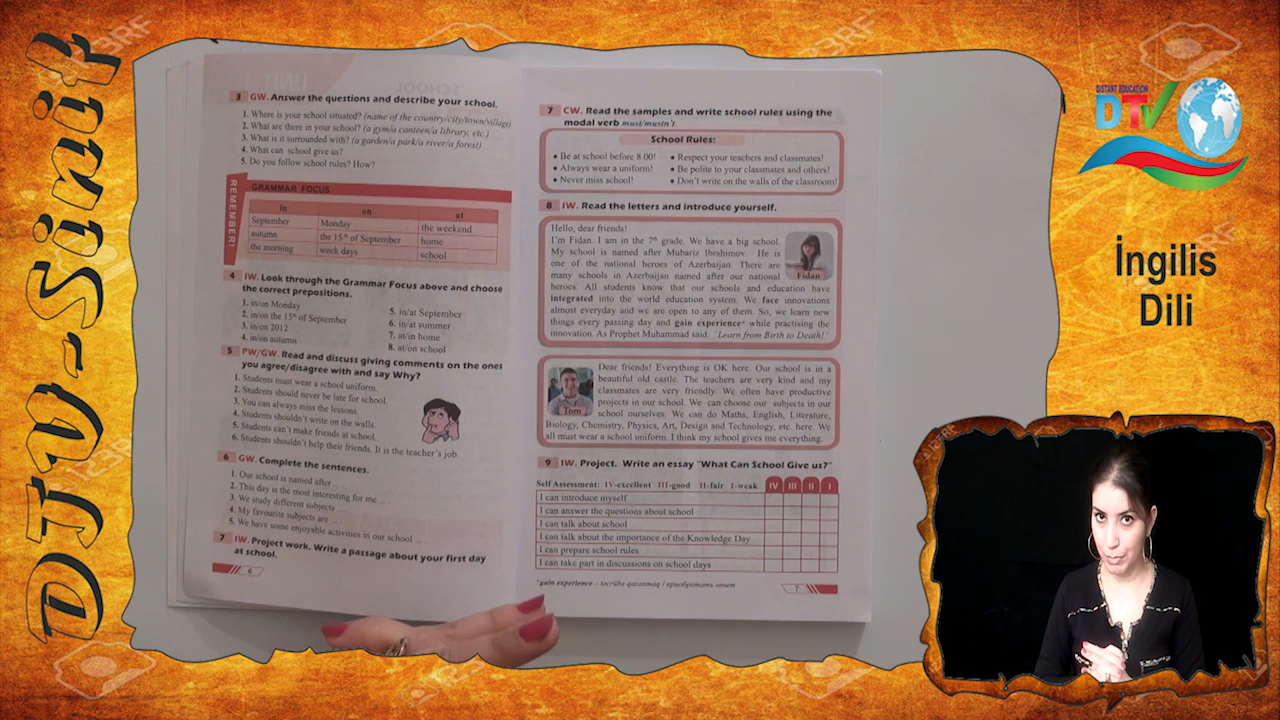 DTV-Sinif
3 GW. Answer the questions and describe your school.
1. Where is your school situated? (name of the country/city/town/village)
2. What are there in your school? (a gym/a canteen/a library, etc.)
3. What is it surrounded with? (a garden/a park/a river/a forest)
4. What can school give us?
5. Do you follow school rules? How?
REMEMBER!
GRAMMAR FOCUS
in on at
September Monday the weekend
autumn the 15th of September home
the morning week days school
4 IW. Look through the Grammar Focus above and choose
the correct prepositions.
1. in/on Monday
2. in/on the 15th of September
3. in/on 2012
4. in/on autumn
5. in/at September
6. in/at summer
7. at/in home
8. at/on school
5 PW/GW. Read and discuss giving comments on the ones
you agree/disagree with and say Why?
1. Students must wear a school uniform.
2. Students should never be late for school.
3. You can always miss the lessons.
4. Students shouldn't write on the walls.
5. Students can't make friends at school.
6. Students shouldn't help their friends. It is the teacher's job.
6 GW. Complete the sentences.
1. Our school is named after ... .
2. This day is the most interesting for me ... .
3. We study different subjects ... .
4. My favourite subjects are ... .
5. We have some enjoyable activities in our school ... .
7 IW. Project work. Write a passage about your first day
at school.
6
7 CW. Read the samples and write school rules using the
modal verb must/mustn't.
School Rules:
• Be at school before 8.00!
• Always wear a uniform!
• Never miss school!
• Respect your teachers and classmates!
• Be polite to your classmates and others!
• Don't write on the walls of the classroom!
8 IW. Read the letters and introduce yourself.
Hello, dear friends!
I'm Fidan. I am in the 7th grade. We have a big school.
My school is named after Mubariz Ibrahimov. He is
one of the national heroes of Azerbaijan. There are
many schools in Azerbaijan named after our national
heroes. All students know that our schools and education have
integrated into the world education system. We face innovations
almost everyday and we are open to any of them. So, we learn new
things every passing day and gain experience* while practising the
innovation. As Prophet Muhammad said: "Learn from Birth to Death!"
Fidan
Dear friends! Everything is OK here. Our school is in a
beautiful old castle. The teachers are very kind and my
classmates are very friendly. We often have productive
projects in our school. We can choose our subjects in our
school ourselves. We can do Maths, English, Literature,
Biology, Chemistry, Physics, Art, Design and Technology, etc. here. We
all must wear a school uniform. I think my school gives me everything.
Tom
9 IW. Project. Write an essay "What Can School Give us?"
Self Assessment: IV-excellent III-good II-fair I-weak IV III II I
I can introduce myself
I can answer the questions about school
I can talk about school
I can talk about the importance of the Knowledge Day
I can prepare school rules
I can take part in discussions on school days
*gain experience – təcrübə qazanmaq / приобретать опыт
7
DISTANT EDUCATION
DTV
İngilis
Dili
123RF